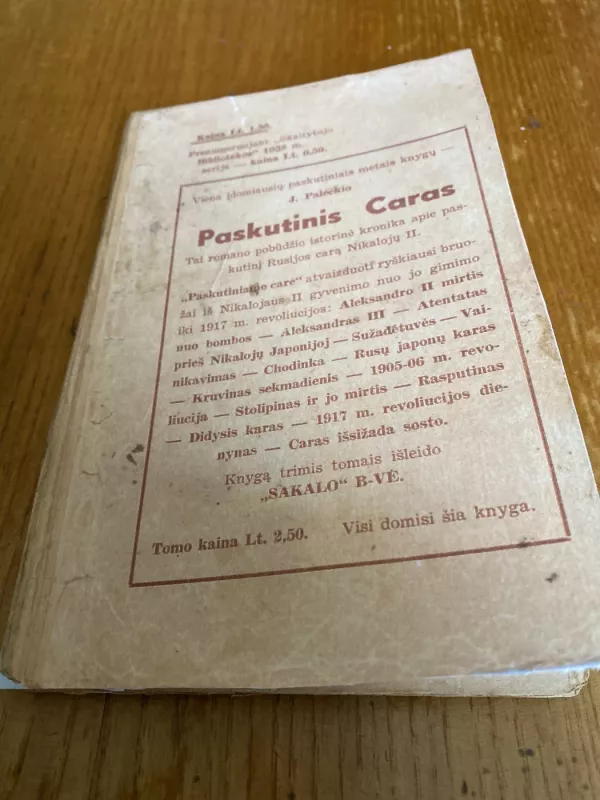 Kaina Lt. 1,50.
Prenumeruojant „Skaitytojo
Bibliotekos" 1938 m.
seriją — kaina Lt. 0,50.
Viena įdomiausių paskutiniais metais knygų —
J. Paleckio
Paskutinis Caras
Tai romano pobūdžio istorinė kronika apie pas-
kutinį Rusijos carą Nikalojų II.
„Paskutiniame care" atvaizduoti ryškiausi bruo-
žai iš Nikalojaus II gyvenimo nuo jo gimimo
iki 1917 m. revoliucijos: Aleksandro II mirtis
nuo bombos — Aleksandras III — Atentatas
prieš Nikalojų Japonijoj — Sužadėtuvės — Vai-
nikavimas — Chodinka — Rusų japonų karas
— Kruvinas sekmadienis — 1905-06 m. revo-
liucija — Stolipinas ir jo mirtis — Rasputinas
— Didysis karas — 1917 m. revoliucijos die-
nynas — Caras išsižada sosto.
Knygą trimis tomais išleido
„SAKALO" B-VĖ.
Tomo kaina Lt. 2,50. Visi domisi šia knyga.